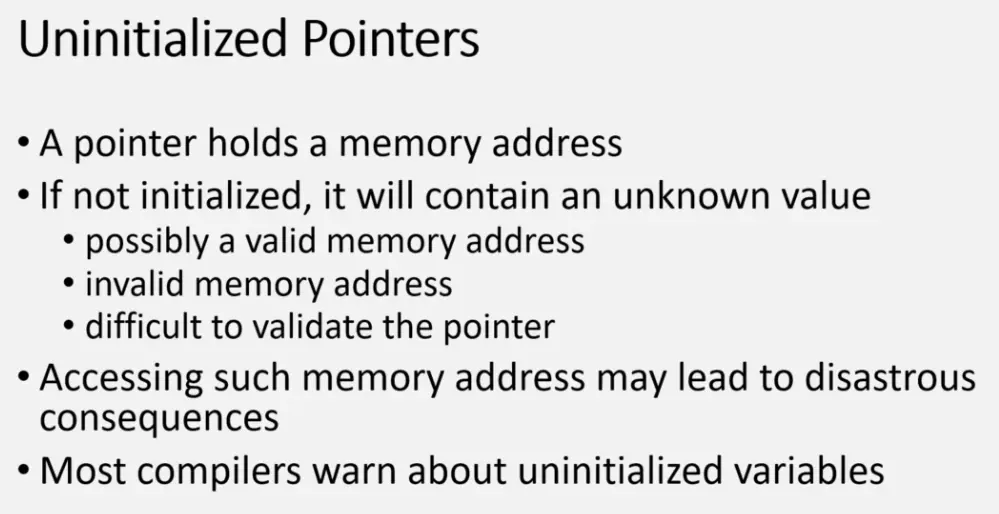 Uninitialized Pointers
• A pointer holds a memory address
• If not initialized, it will contain an unknown value
• possibly a valid memory address
• invalid memory address
• difficult to validate the pointer
• Accessing such memory address may lead to disastrous
consequences
• Most compilers warn about uninitialized variables